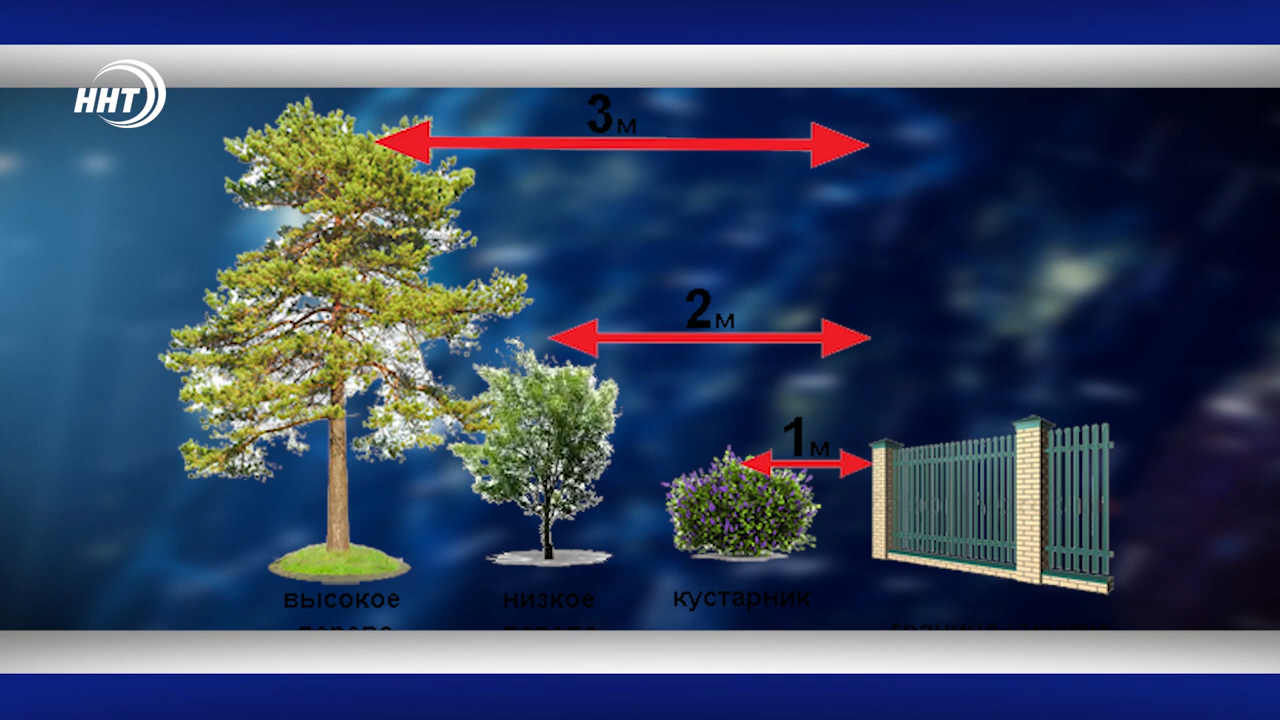 ННТ
3м
2м
1м
высокое
низкое
кустарник